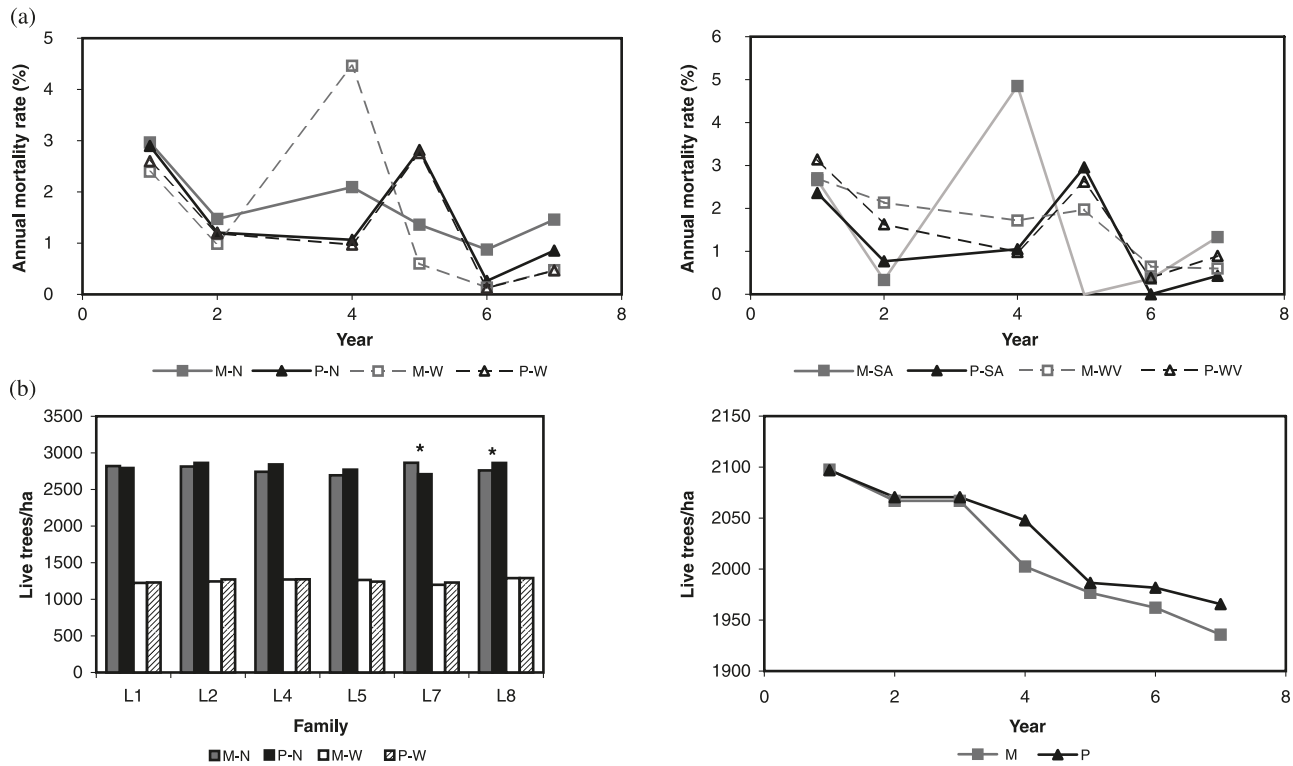 (a)
Annual mortality rate (%)
5
4
3
2
1
0
0 2 4 6 8
Year
M-N P-N M-W P-W
Annual mortality rate (%)
6
5
4
3
2
1
0
0 2 4 6 8
Year
M-SA P-SA M-WV P-WV
(b)
Live trees/ha
3500
3000
2500
2000
1500
1000
500
0
* *
L1 L2 L4 L5 L7 L8
Family
M-N P-N M-W P-W
Live trees/ha
2150
2100
2050
2000
1950
1900
0 2 4 6 8
Year
M P